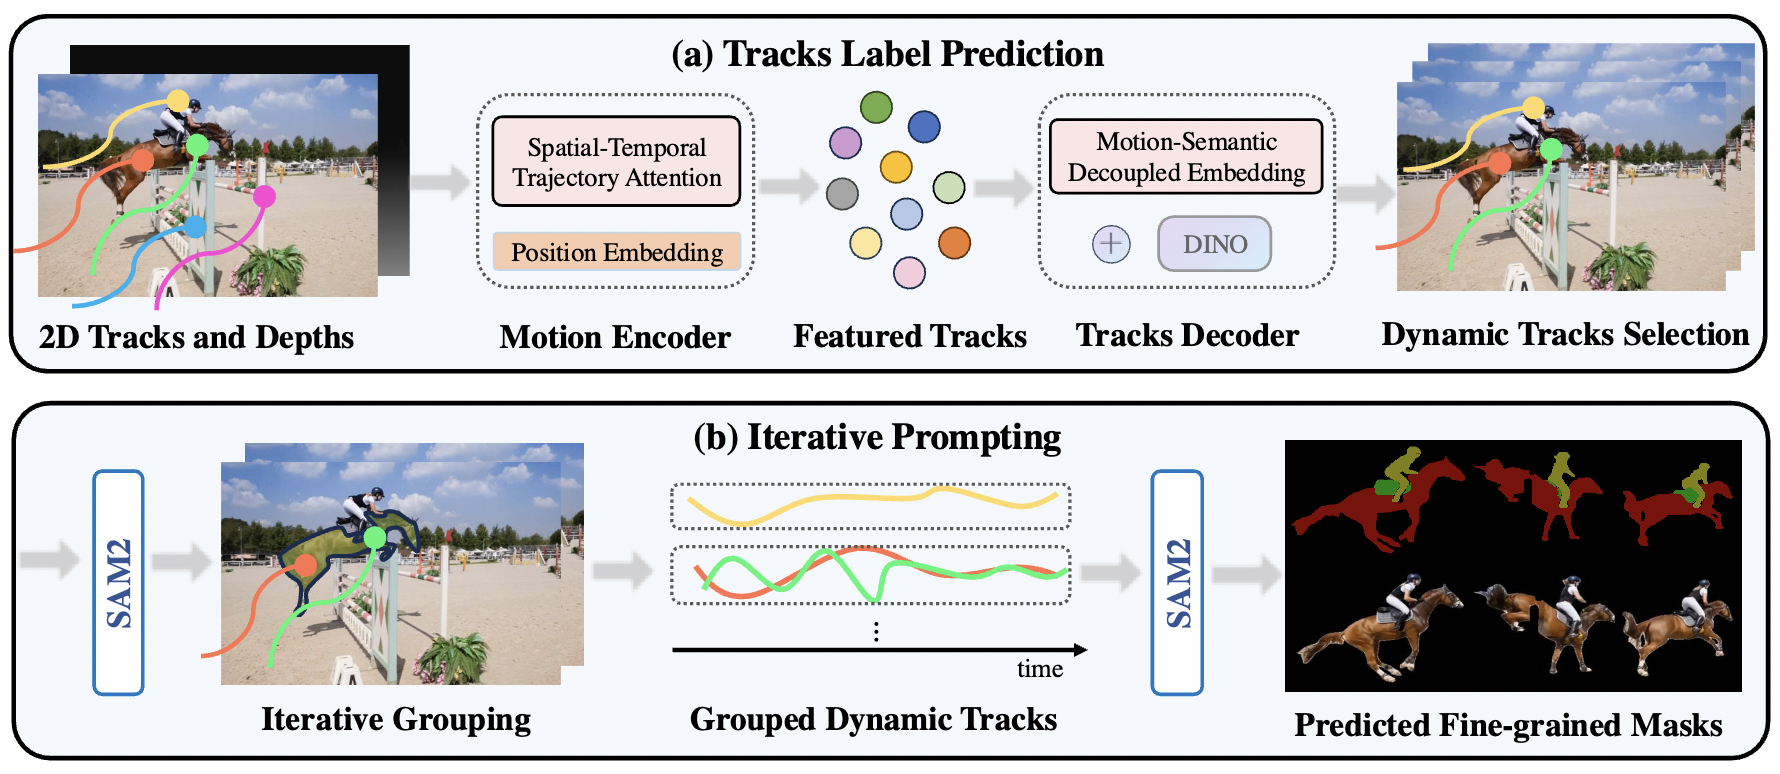 (a) Tracks Label Prediction
Spatial-Temporal
Trajectory Attention
Position Embedding
Motion-Semantic
Decoupled Embedding
+
DINO
2D Tracks and Depths
Motion Encoder
Featured Tracks
Tracks Decoder
Dynamic Tracks Selection
(b) Iterative Prompting
SAM2
SAM2
time
Iterative Grouping
Grouped Dynamic Tracks
Predicted Fine-grained Masks